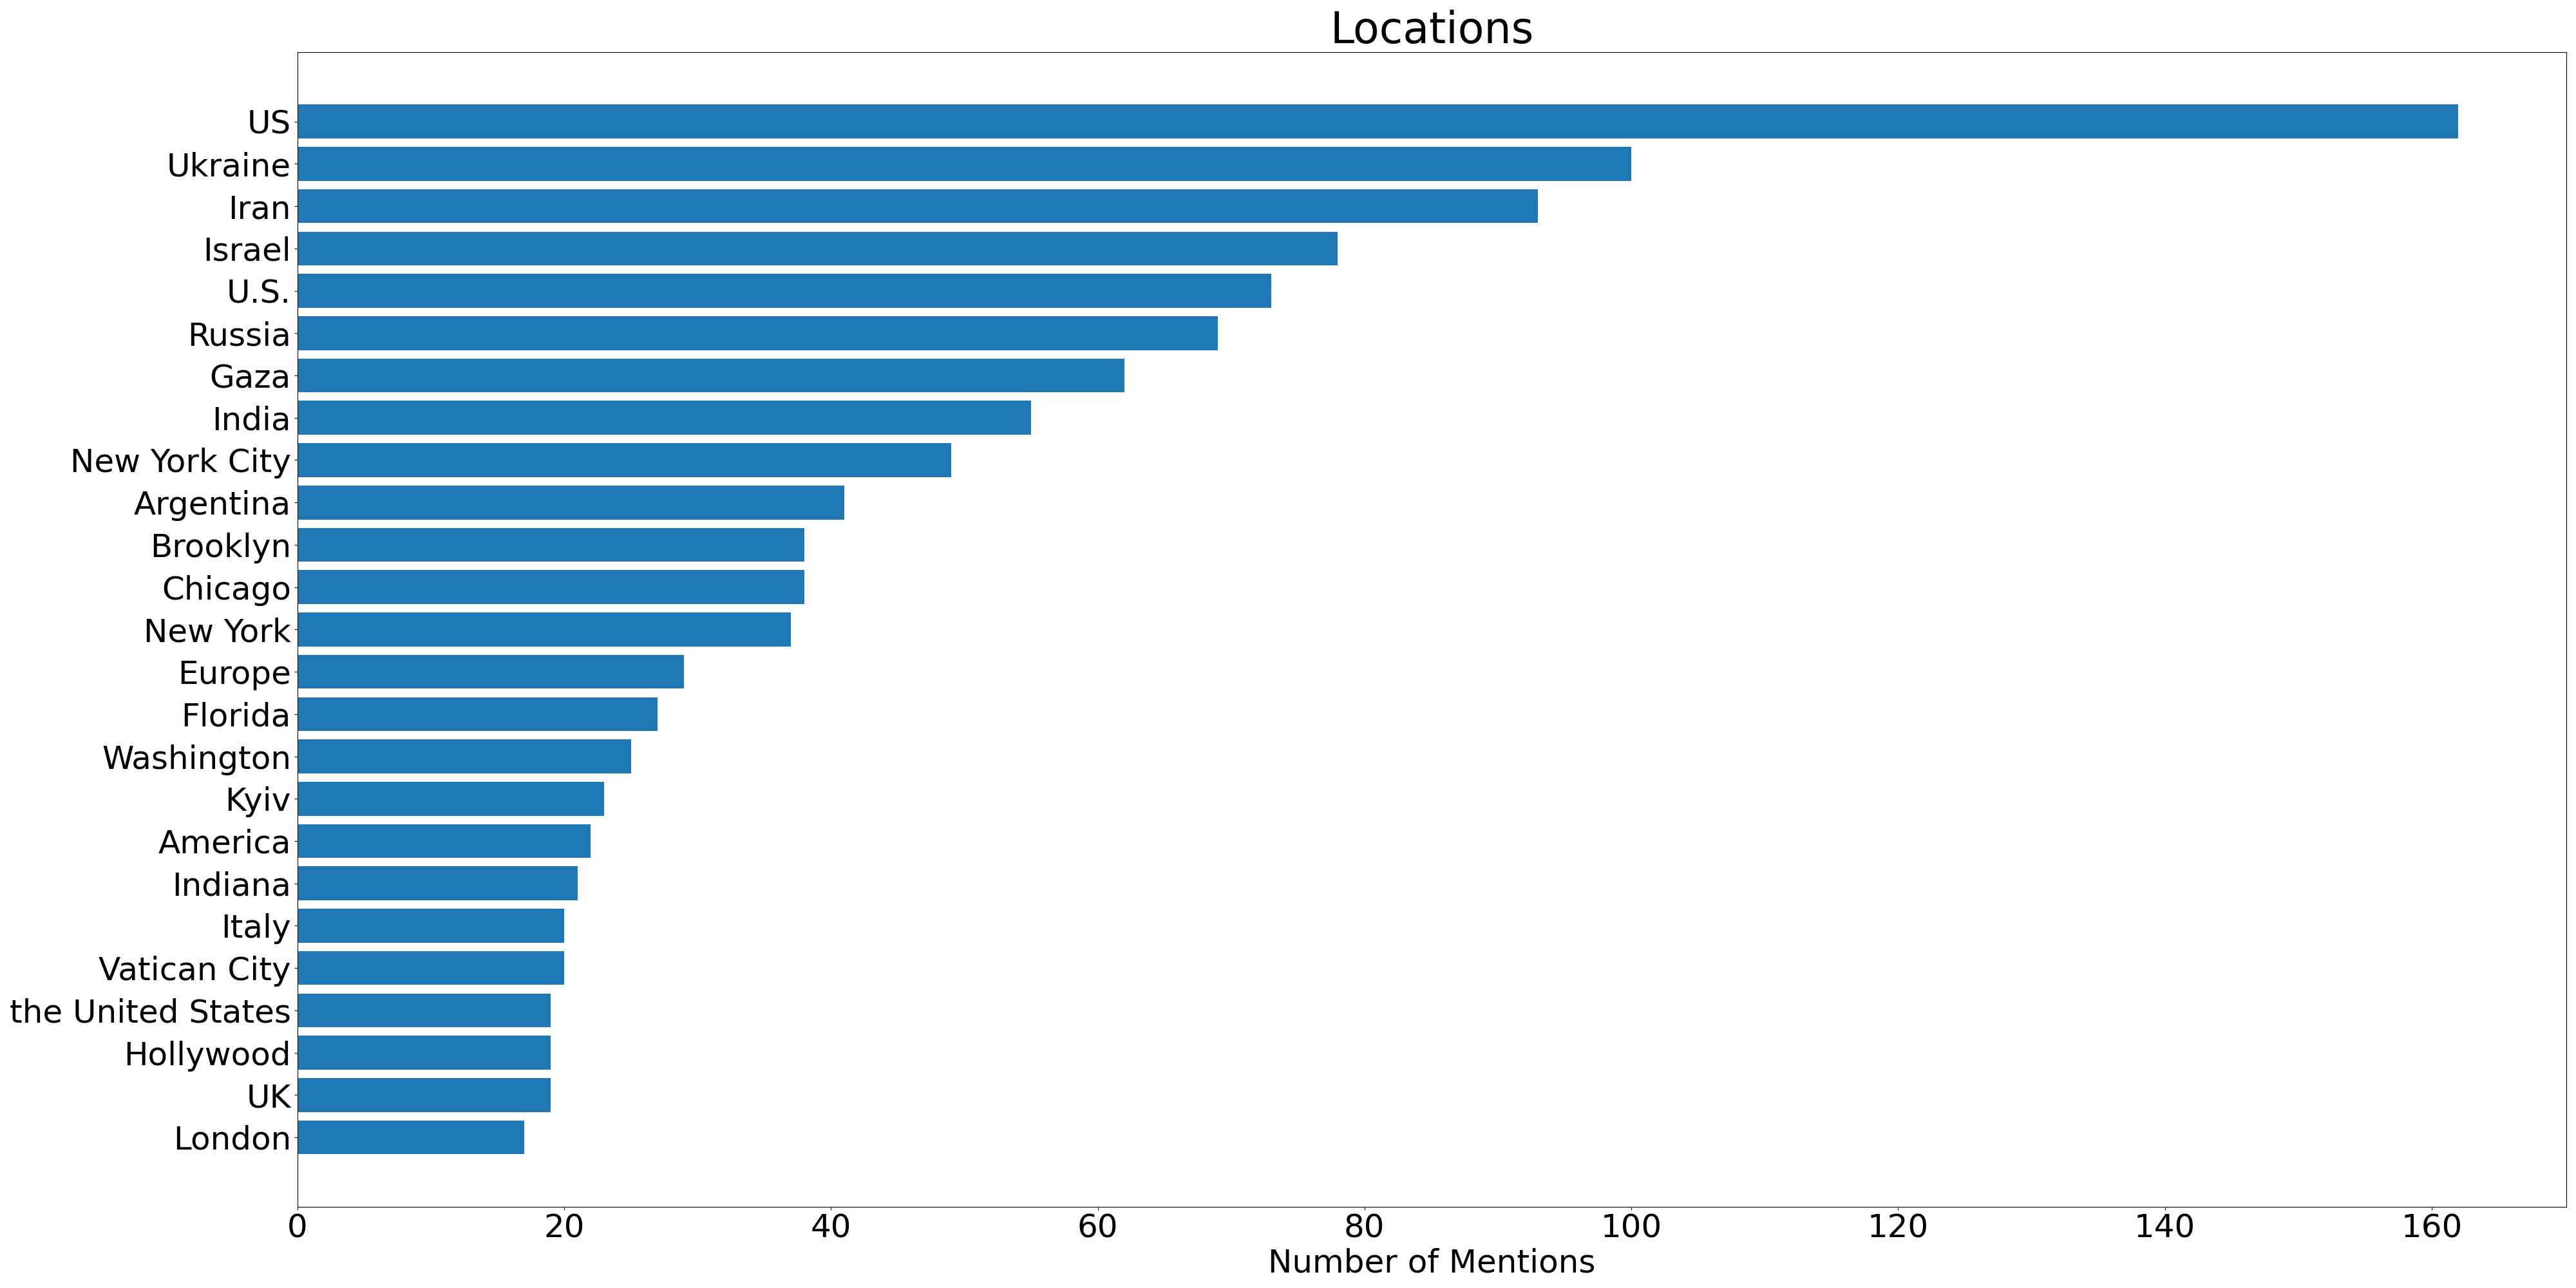 Locations
US
Ukraine
Iran
Israel
U.S.
Russia
Gaza
India
New York City
Argentina
Brooklyn
Chicago
New York
Europe
Florida
Washington
Kyiv
America
Indiana
Italy
Vatican City
the United States
Hollywood
UK
London
0 20 40 60 80 100 120 140 160
Number of Mentions